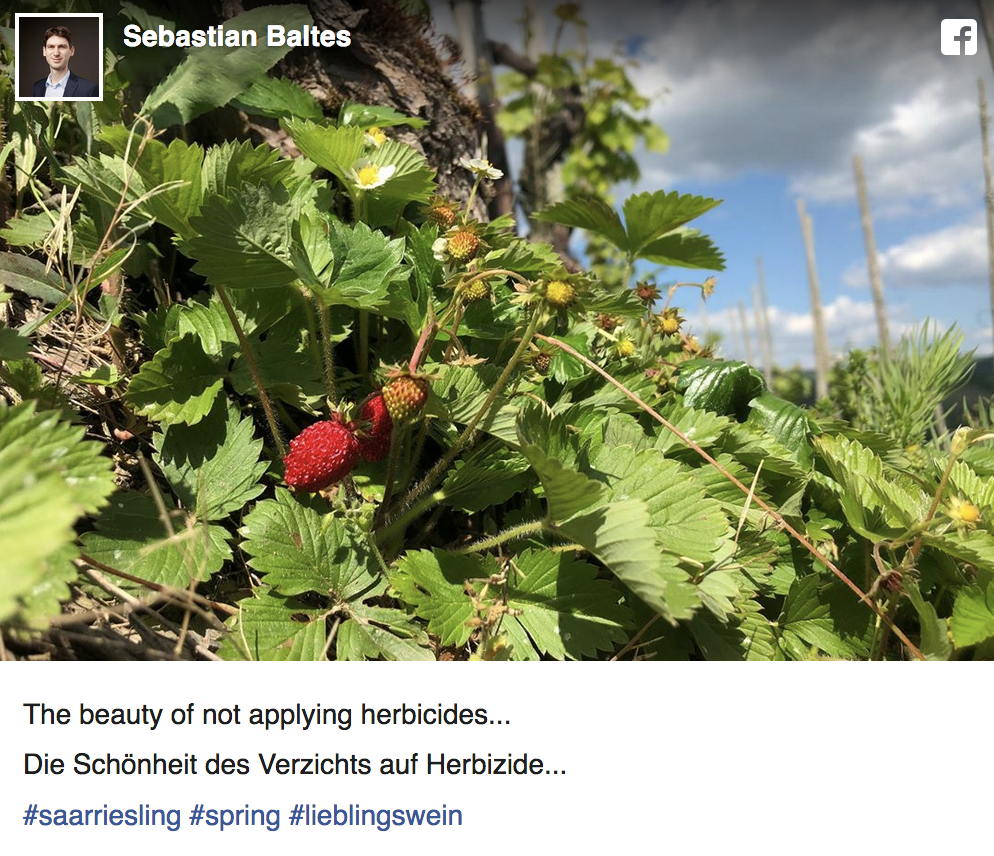 Sebastian Baltes
The beauty of not applying herbicides...
Die Schönheit des Verzichts auf Herbizide...
#saarriesling #spring #lieblingswein